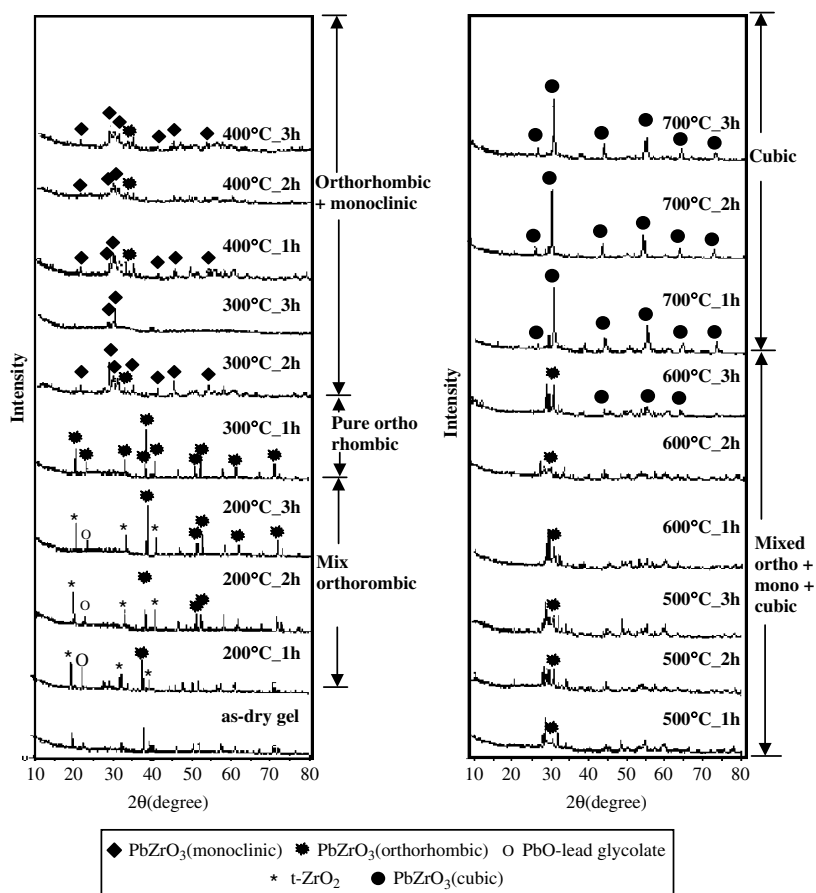 400°C_3h
400°C_2h
400°C_1h
300°C_3h
300°C_2h
300°C_1h
200°C_3h
200°C_2h
200°C_1h
as-dry gel
Orthorhombic
+ monoclinic
Pure ortho
rhombic
Mix
orthorombic
* O * *
* O * *
* O * *
Intensity
10 20 30 40 50 60 70 80
2θ(degree)
700°C_3h
700°C_2h
700°C_1h
600°C_3h
600°C_2h
600°C_1h
500°C_3h
500°C_2h
500°C_1h
Cubic
Mixed
ortho +
mono +
cubic
Intensity
10 20 30 40 50 60 70 80
2θ(degree)
◆ PbZrO₃(monoclinic) ✹ PbZrO₃(orthorhombic) O PbO-lead glycolate
* t-ZrO₂ ● PbZrO₃(cubic)